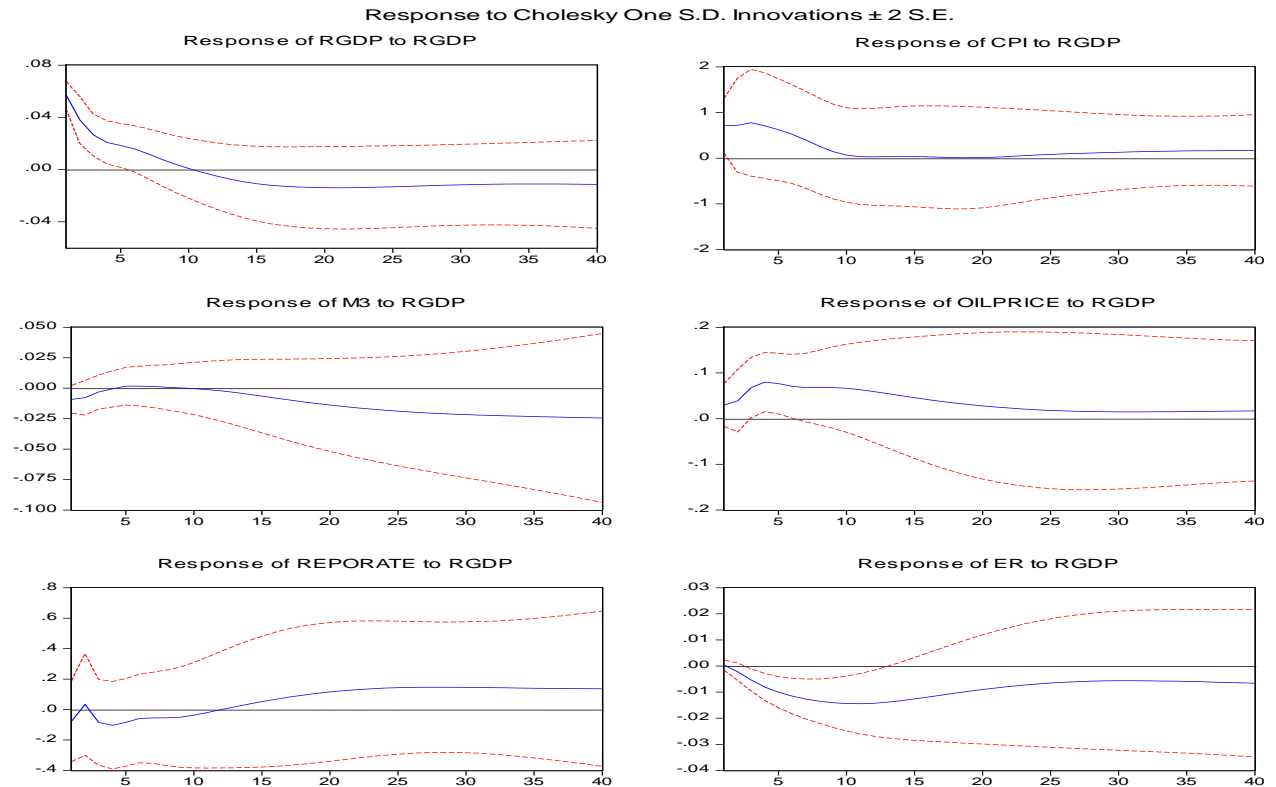 Response to Cholesky One S.D. Innovations ± 2 S.E.
Response of RGDP to RGDP
.08
.04
.00
-.04
5 10 15 20 25 30 35 40
Response of CPI to RGDP
2
1
0
-1
-2
5 10 15 20 25 30 35 40
Response of M3 to RGDP
.050
.025
.000
-.025
-.050
-.075
-.100
5 10 15 20 25 30 35 40
Response of OILPRICE to RGDP
.2
.1
.0
-.1
-.2
5 10 15 20 25 30 35 40
Response of REPORATE to RGDP
.8
.6
.4
.2
.0
-.2
-.4
5 10 15 20 25 30 35 40
Response of ER to RGDP
.03
.02
.01
.00
-.01
-.02
-.03
-.04
5 10 15 20 25 30 35 40